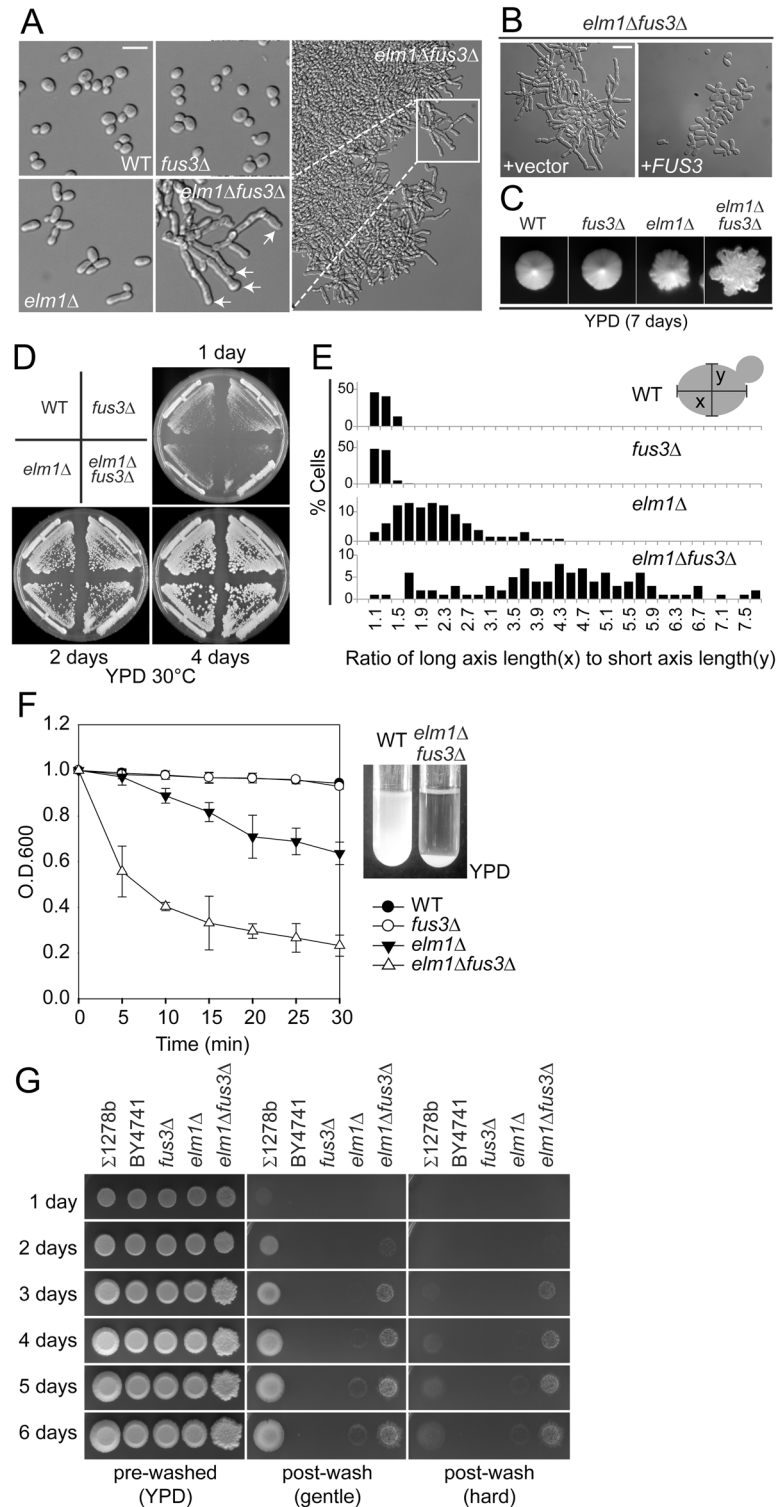 A
WT
fus3Δ
elm1Δfus3Δ
elm1Δ
elm1Δfus3Δ
B
elm1Δfus3Δ
+vector
+FUS3
C
WT
fus3Δ
elm1Δ
elm1Δ
fus3Δ
YPD (7 days)
D
1 day
WT
fus3Δ
elm1Δ
elm1Δ
fus3Δ
2 days
4 days
YPD 30°C
E
% Cells
50
0
WT
x
y
50
0
fus3Δ
10
0
elm1Δ
10
5
0
elm1Δfus3Δ
1.1
1.5
1.9
2.3
2.7
3.1
3.5
3.9
4.3
4.7
5.1
5.5
5.9
6.3
6.7
7.1
7.5
Ratio of long axis length(x) to short axis length(y)
F
O.D.600
1.2
1.0
0.8
0.6
0.4
0.2
0.0
0
5
10
15
20
25
30
Time (min)
WT
elm1Δ
fus3Δ
YPD
WT
fus3Δ
elm1Δ
elm1Δfus3Δ
G
Σ1278b
BY4741
fus3Δ
elm1Δ
elm1Δfus3Δ
Σ1278b
BY4741
fus3Δ
elm1Δ
elm1Δfus3Δ
Σ1278b
BY4741
fus3Δ
elm1Δ
elm1Δfus3Δ
1 day
2 days
3 days
4 days
5 days
6 days
pre-washed
(YPD)
post-wash
(gentle)
post-wash
(hard)